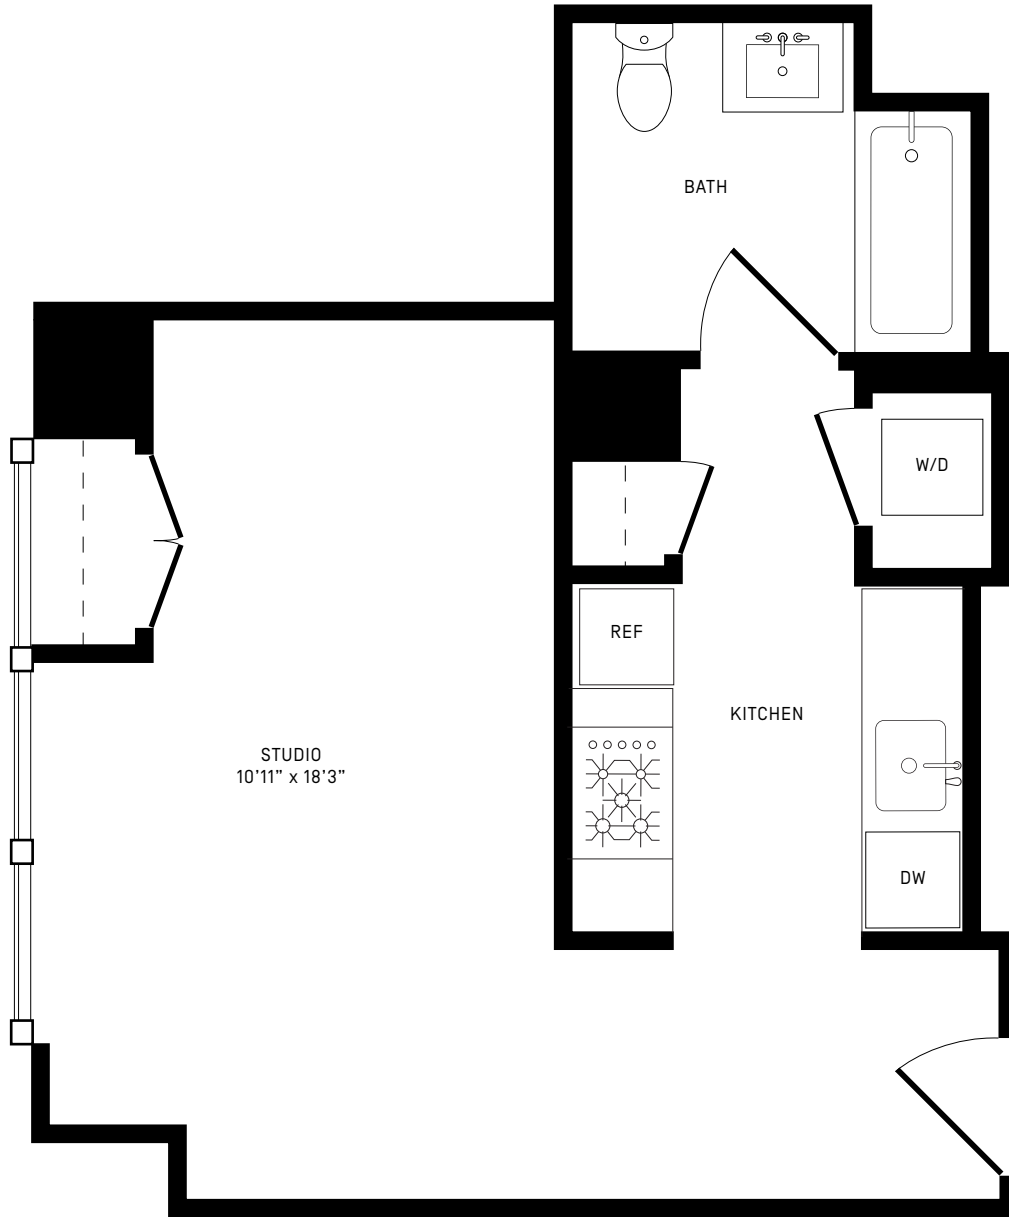 BATH
W/D
REF
KITCHEN
STUDIO
10'11" x 18'3"
DW